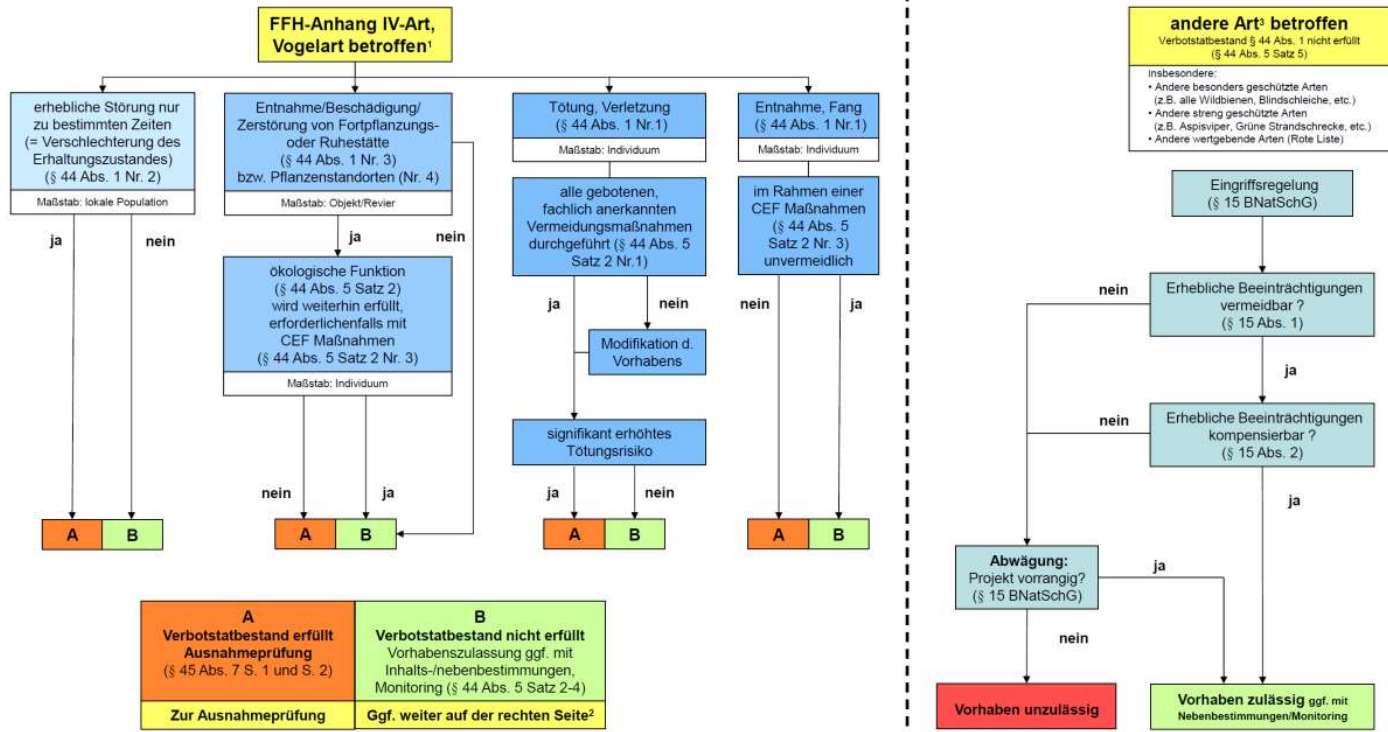 FFH-Anhang IV-Art,
Vogelart betroffen¹
erhebliche Störung nur
zu bestimmten Zeiten
(= Verschlechterung des
Erhaltungszustandes)
(§ 44 Abs. 1 Nr. 2)
Maßstab: lokale Population
ja
nein
Entnahme/Beschädigung/
Zerstörung von Fortpflanzungs-
oder Ruhestätte
(§ 44 Abs. 1 Nr. 3)
bzw. Pflanzenstandorten (Nr. 4)
Maßstab: Objekt/Revier
ja
nein
ökologische Funktion
(§ 44 Abs. 5 Satz 2)
wird weiterhin erfüllt,
erforderlichenfalls mit
CEF Maßnahmen
(§ 44 Abs. 5 Satz 2 Nr. 3)
Maßstab: Individuum
nein
ja
Tötung, Verletzung
(§ 44 Abs. 1 Nr.1)
Maßstab: Individuum
alle gebotenen,
fachlich anerkannten
Vermeidungsmaßnahmen
durchgeführt (§ 44 Abs. 5
Satz 2 Nr.1)
ja
nein
Modifikation d.
Vorhabens
signifikant erhöhtes
Tötungsrisiko
ja
nein
Entnahme, Fang
(§ 44 Abs. 1 Nr.1)
Maßstab: Individuum
im Rahmen einer
CEF Maßnahmen
(§ 44 Abs. 5
Satz 2 Nr. 3)
unvermeidlich
nein
ja
A B
A B
A B
A B
A
Verbotstatbestand erfüllt
Ausnahmeprüfung
(§ 45 Abs. 7 S. 1 und S. 2)
Zur Ausnahmeprüfung
B
Verbotstatbestand nicht erfüllt
Vorhabenszulassung ggf. mit
Inhalts-/nebenbestimmungen,
Monitoring (§ 44 Abs. 5 Satz 2-4)
Ggf. weiter auf der rechten Seite²
andere Art³ betroffen
Verbotstatbestand § 44 Abs. 1 nicht erfüllt
(§ 44 Abs. 5 Satz 5)
Insbesondere:
• Andere besonders geschützte Arten
(z.B. alle Wildbienen, Blindschleiche, etc.)
• Andere streng geschützte Arten
(z.B. Aspisviper, Grüne Strandschrecke, etc.)
• Andere wertgebende Arten (Rote Liste)
Eingriffsregelung
(§ 15 BNatSchG)
nein
Erhebliche Beeinträchtigungen
vermeidbar ?
(§ 15 Abs. 1)
ja
nein
Erhebliche Beeinträchtigungen
kompensierbar ?
(§ 15 Abs. 2)
ja
Abwägung:
Projekt vorrangig?
(§ 15 BNatSchG)
ja
nein
Vorhaben unzulässig
Vorhaben zulässig ggf. mit
Nebenbestimmungen/Monitoring